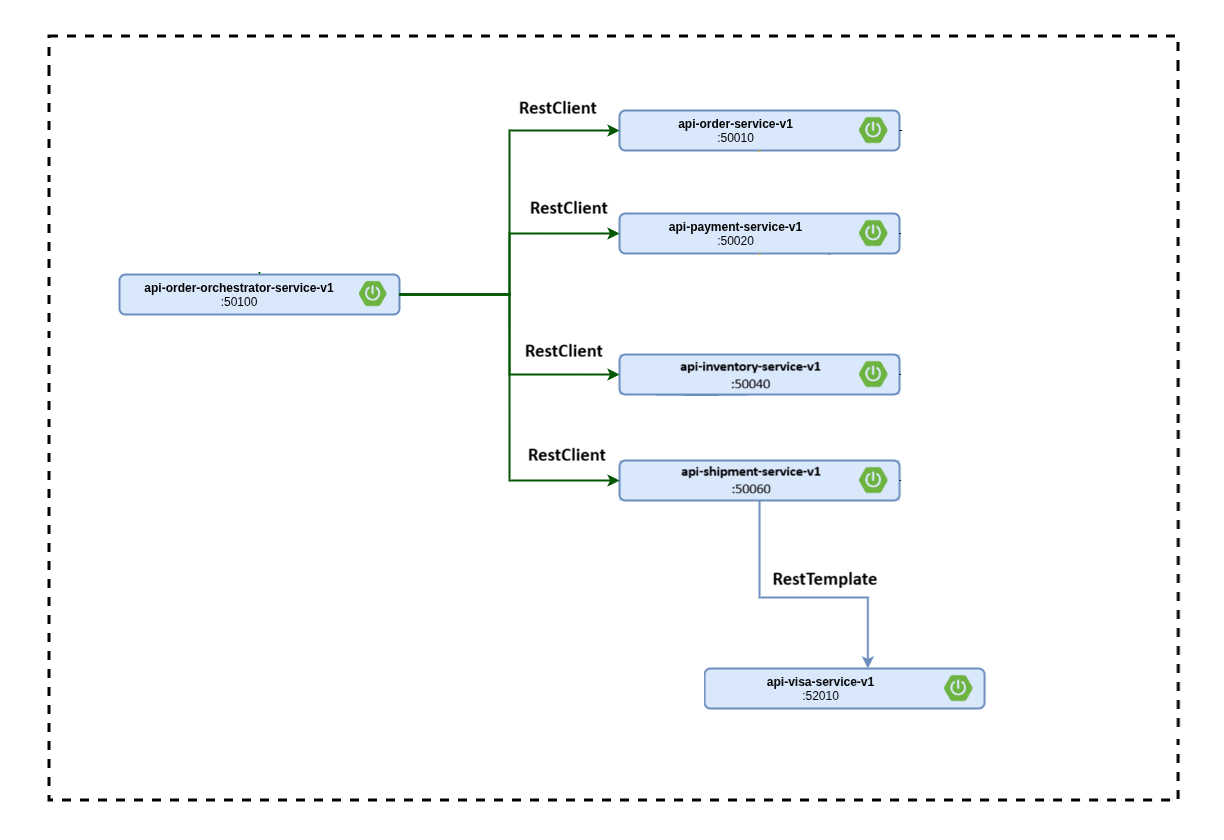 RestClient
api-order-service-v1
:50010
RestClient
api-payment-service-v1
:50020
api-order-orchestrator-service-v1
:50100
RestClient
api-inventory-service-v1
:50040
RestClient
api-shipment-service-v1
:50060
RestTemplate
api-visa-service-v1
:52010